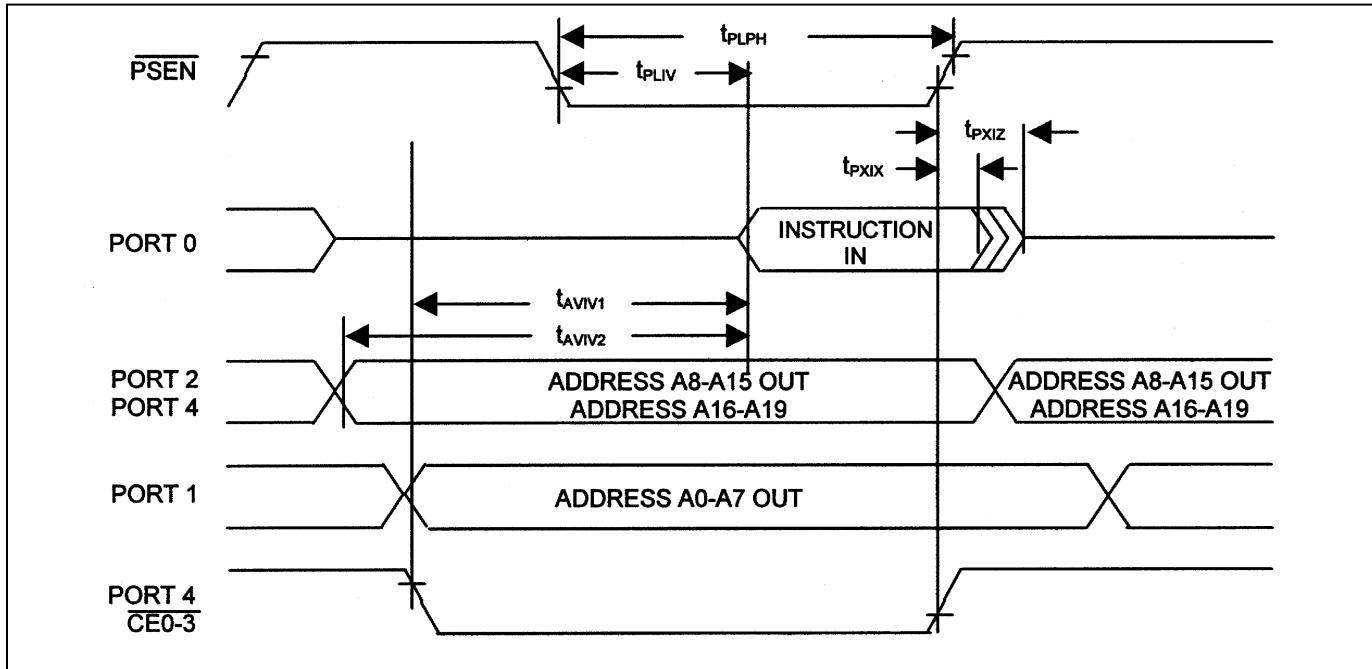 PSEN
tPLPH
tPLIV
tPXIZ
tPXIX
PORT 0
INSTRUCTION
IN
tAVIV1
tAVIV2
PORT 2
PORT 4
ADDRESS A8-A15 OUT
ADDRESS A16-A19
ADDRESS A8-A15 OUT
ADDRESS A16-A19
PORT 1
ADDRESS A0-A7 OUT
PORT 4
CE0-3